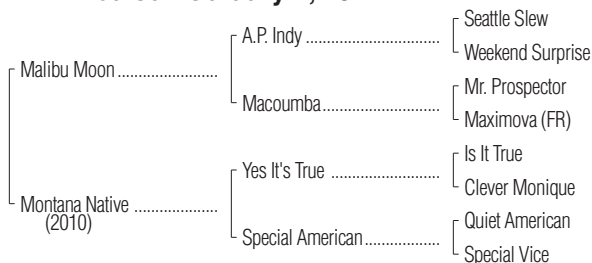 A.P. Indy
Seattle Slew
Weekend Surprise
Malibu Moon
Macoumba
Mr. Prospector
Maximova (FR)
Montana Native
(2010)
Yes It's True
Is It True
Clever Monique
Special American
Quiet American
Special Vice